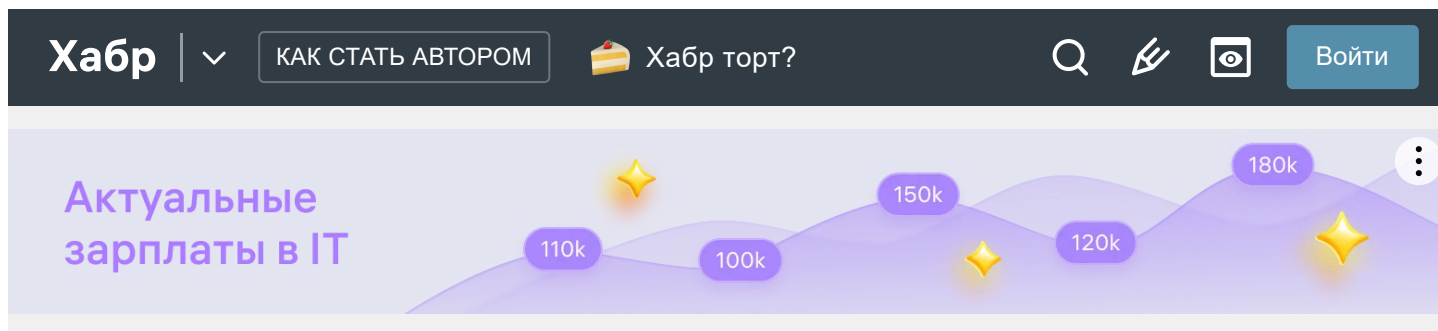 Хабр
КАК СТАТЬ АВТОРОМ
Хабр торт?
Войти
Актуальные
зарплаты в IT
110k
100k
150k
120k
180k